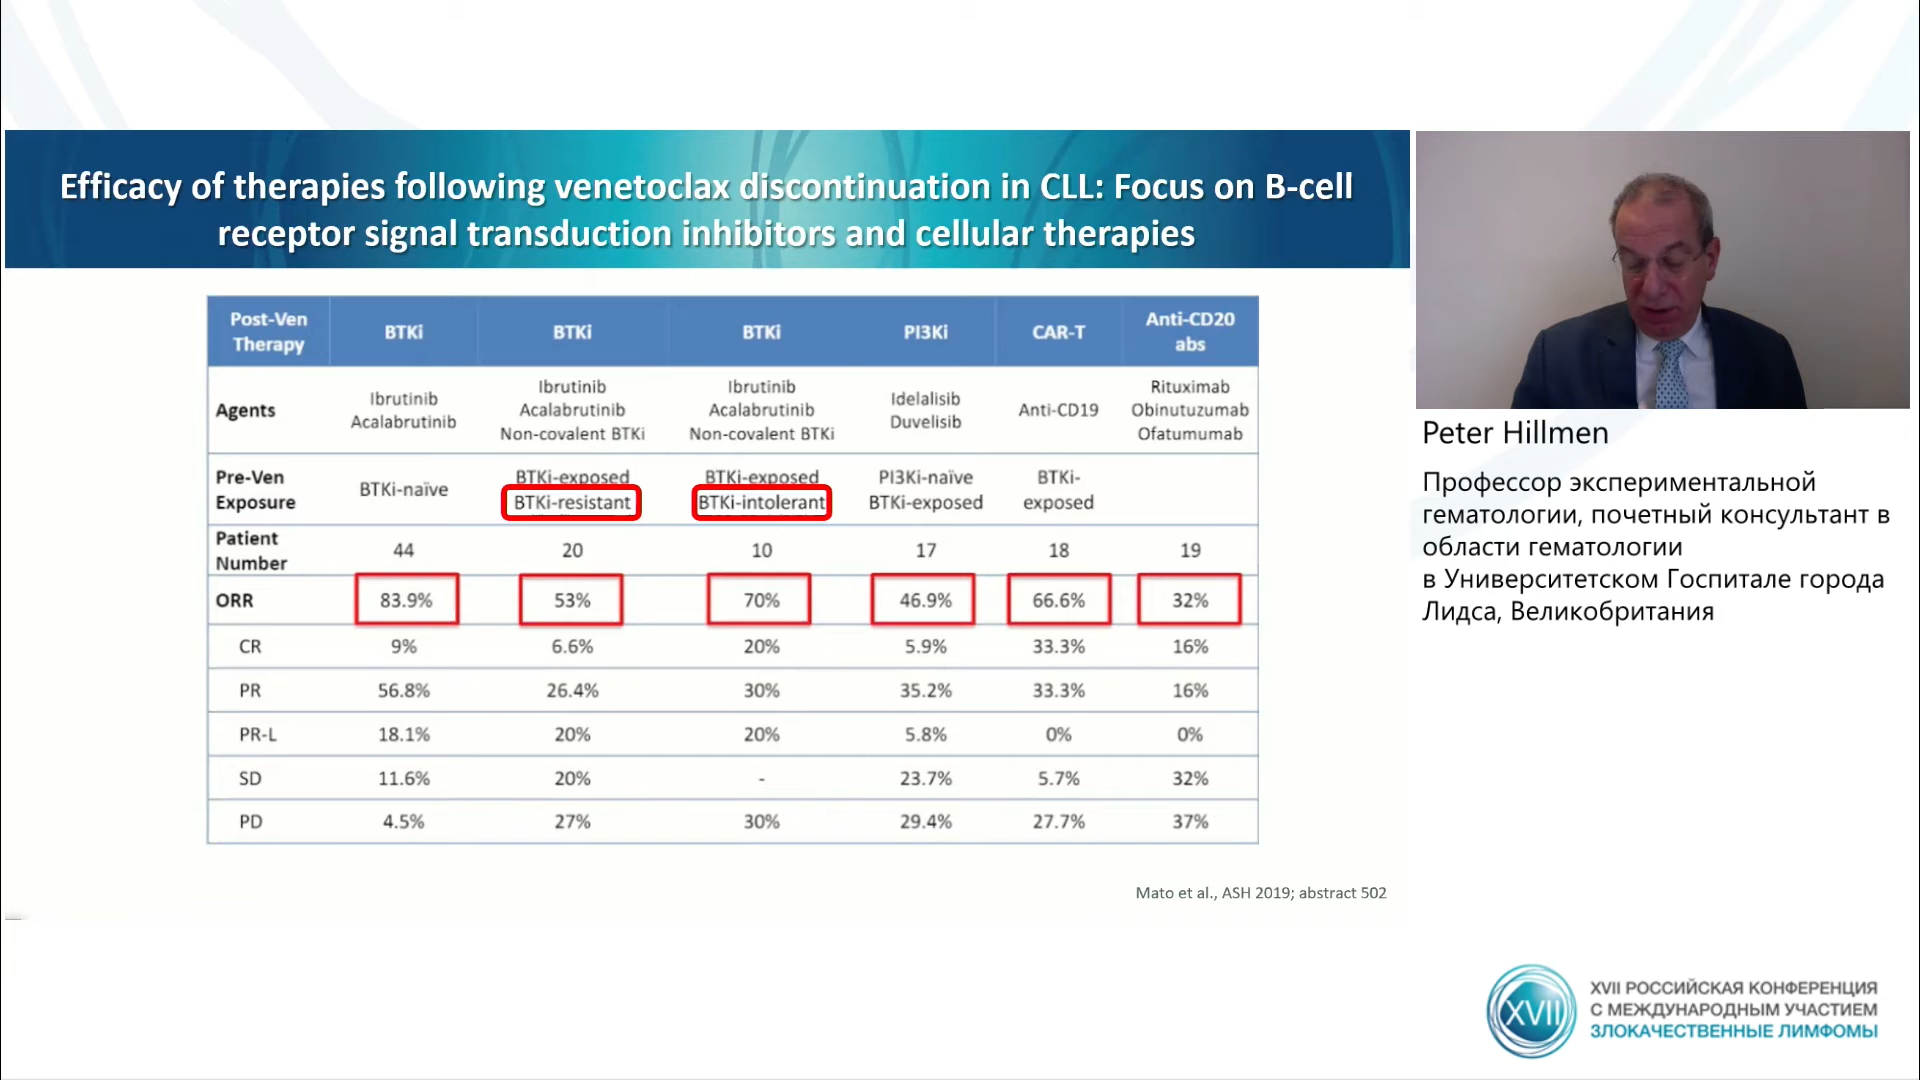 Efficacy of therapies following venetoclax discontinuation in CLL: Focus on B-cell
receptor signal transduction inhibitors and cellular therapies
Post-Ven Therapy BTKi BTKi BTKi PI3Ki CAR-T Anti-CD20 abs
Agents Ibrutinib Acalabrutinib Ibrutinib Acalabrutinib Non-covalent BTKi Ibrutinib Acalabrutinib Non-covalent BTKi Idelalisib Duvelisib Anti-CD19 Rituximab Obinutuzumab Ofatumumab
Pre-Ven Exposure BTKi-naïve BTKi-exposed BTKi-resistant BTKi-exposed BTKi-intolerant PI3Ki-naïve BTKi-exposed BTKi-exposed
Patient Number 44 20 10 17 18 19
ORR 83.9% 53% 70% 46.9% 66.6% 32%
CR 9% 6.6% 20% 5.9% 33.3% 16%
PR 56.8% 26.4% 30% 35.2% 33.3% 16%
PR-L 18.1% 20% 20% 5.8% 0% 0%
SD 11.6% 20% - 23.7% 5.7% 32%
PD 4.5% 27% 30% 29.4% 27.7% 37%
Mato et al., ASH 2019; abstract 502
Peter Hillmen
Профессор экспериментальной
гематологии, почетный консультант в
области гематологии
в Университетском Госпитале города
Лидса, Великобритания
XVII
XVII РОССИЙСКАЯ КОНФЕРЕНЦИЯ
С МЕЖДУНАРОДНЫМ УЧАСТИЕМ
ЗЛОКАЧЕСТВЕННЫЕ ЛИМФОМЫ